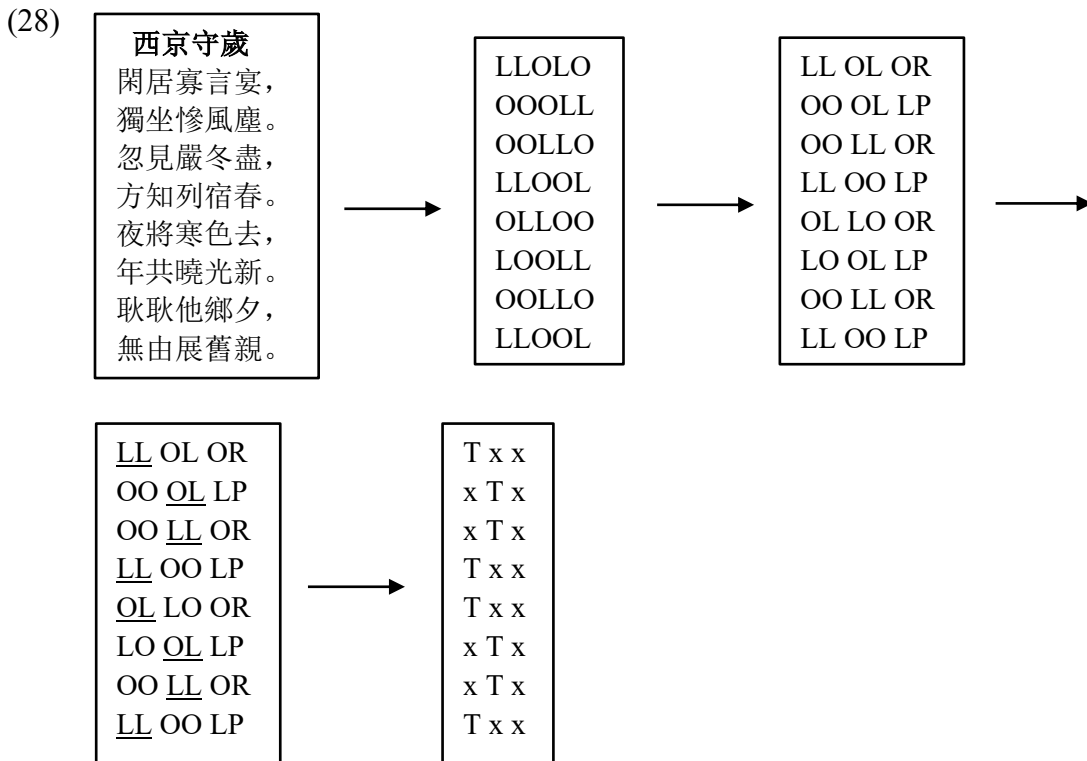 (28)
西京守歲
閑居寡言宴，
獨坐慘風塵。
忽見嚴冬盡，
方知列宿春。
夜將寒色去，
年共曉光新。
耿耿他鄉夕，
無由展舊親。
LLOLO
OOOLL
OOLLO
LLOOL
OLLOO
LOOLL
OOLLO
LLOOL
LL OL OR
OO OL LP
OO LL OR
LL OO LP
OL LO OR
LO OL LP
OO LL OR
LL OO LP
LL OL OR
OO OL LP
OO LL OR
LL OO LP
OL LO OR
LO OL LP
OO LL OR
LL OO LP
T x x
x T x
x T x
T x x
T x x
x T x
x T x
T x x